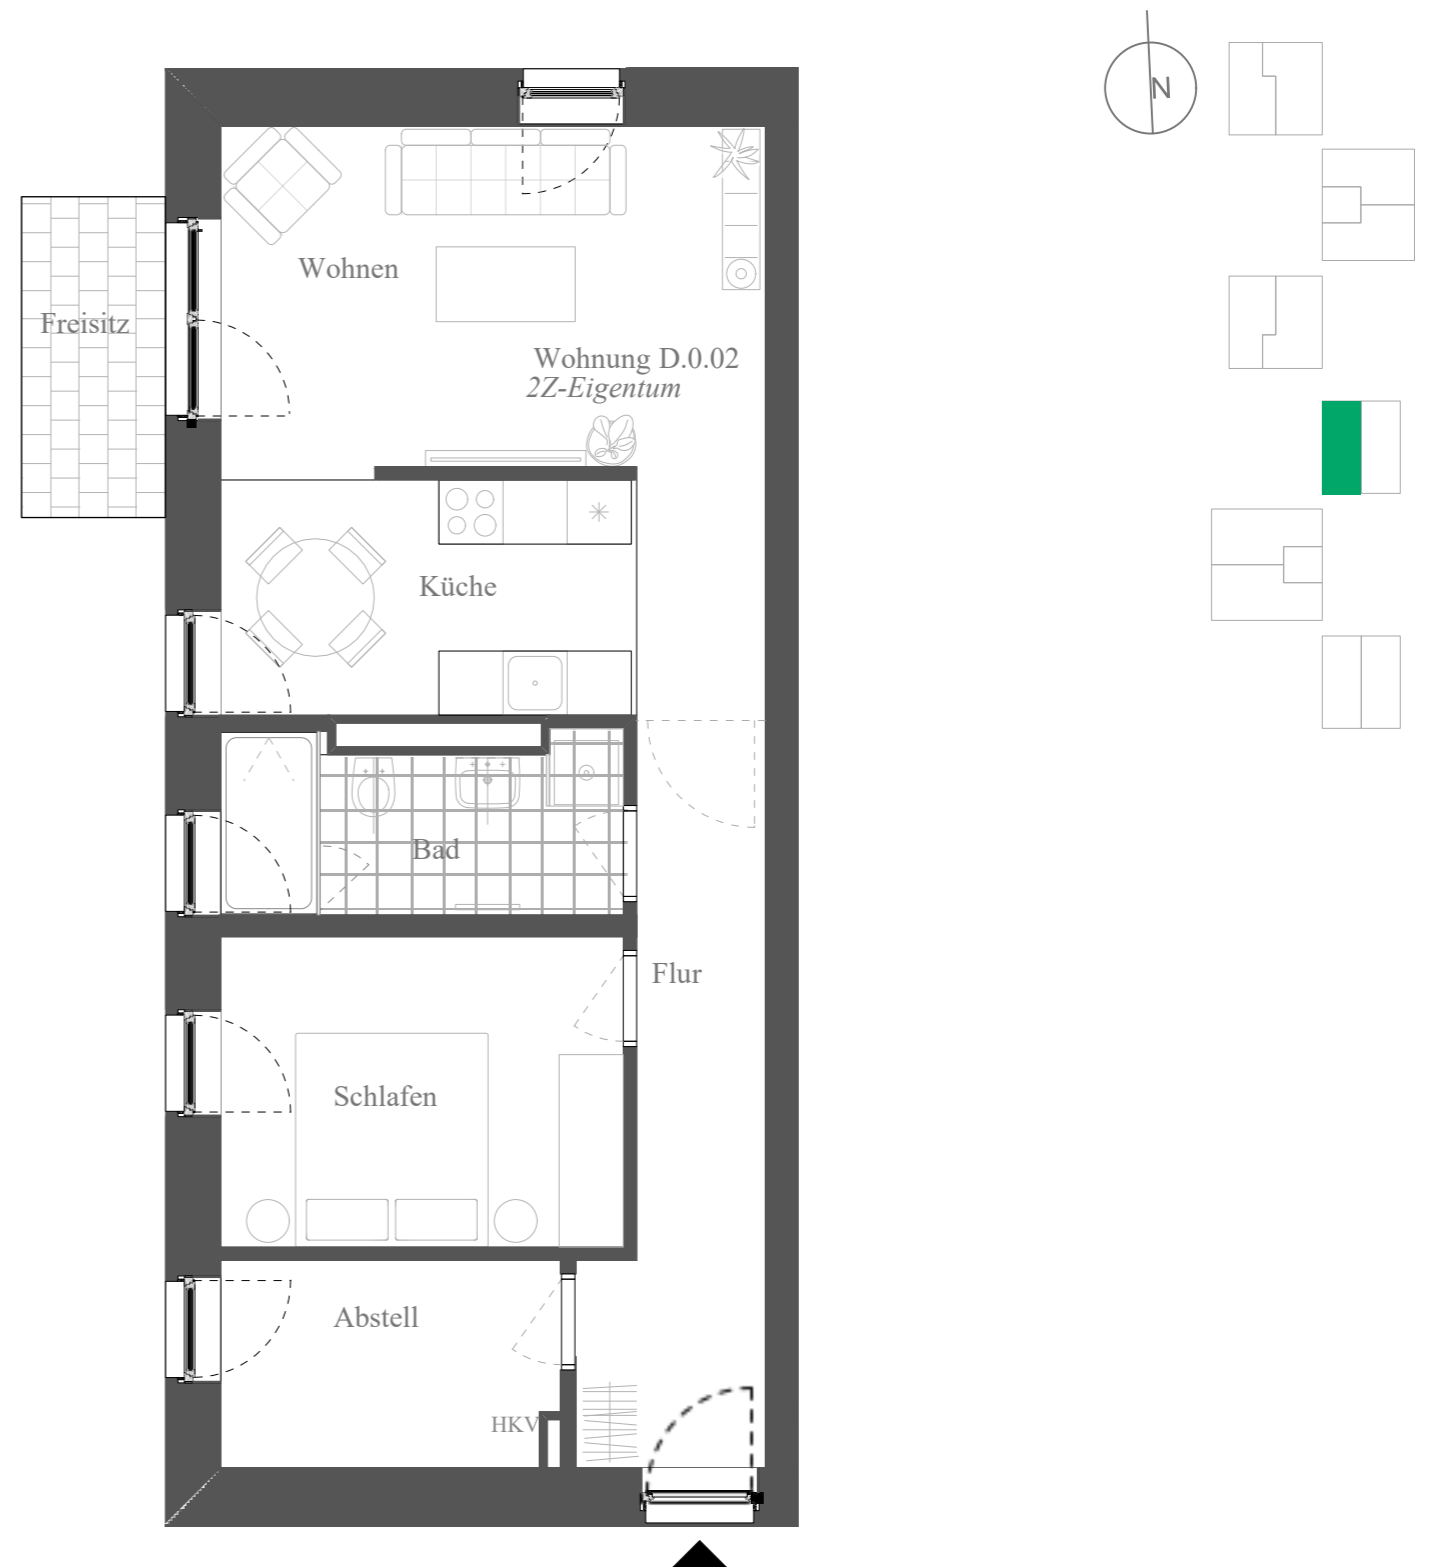 N
Wohnen
Freisitz
Wohnung D.0.02
2Z-Eigentum
Küche
Bad
Flur
Schlafen
Abstell
HKV